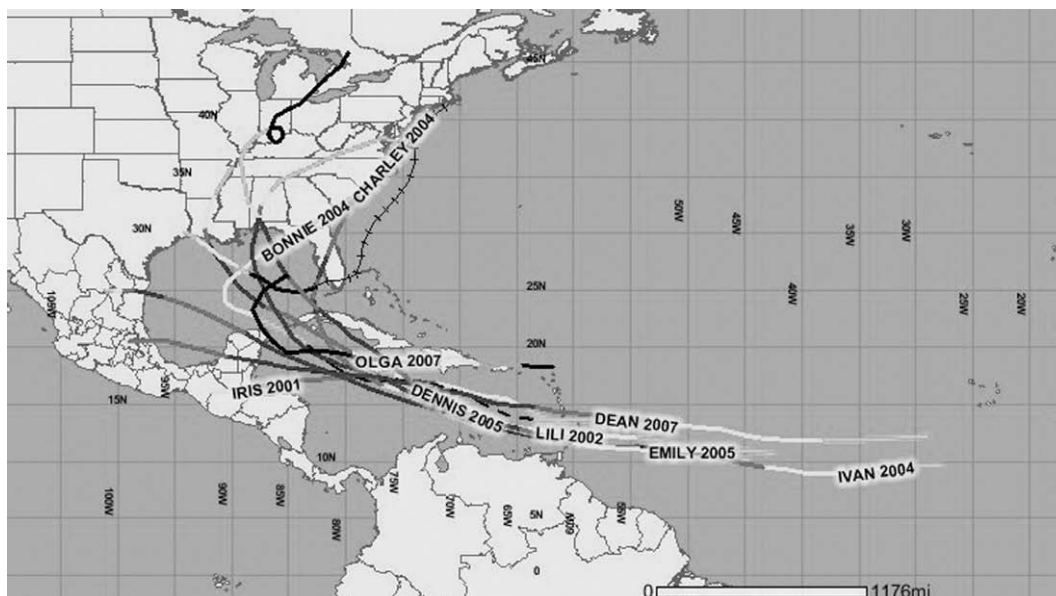 45N
40N
35N
CHARLEY 2004
BONNIE 2004
50W
45W
35W
30W
30N
25N
105W
40W
25W
20W
20N
OLGA 2007
IRIS 2001
95W
15N
DENNIS 2005
DEAN 2007
LILI 2002
EMILY 2005
IVAN 2004
10N
100W
90W
85W
80W
75W
70W
65W
60W
55W
5N
0
0 1176mi